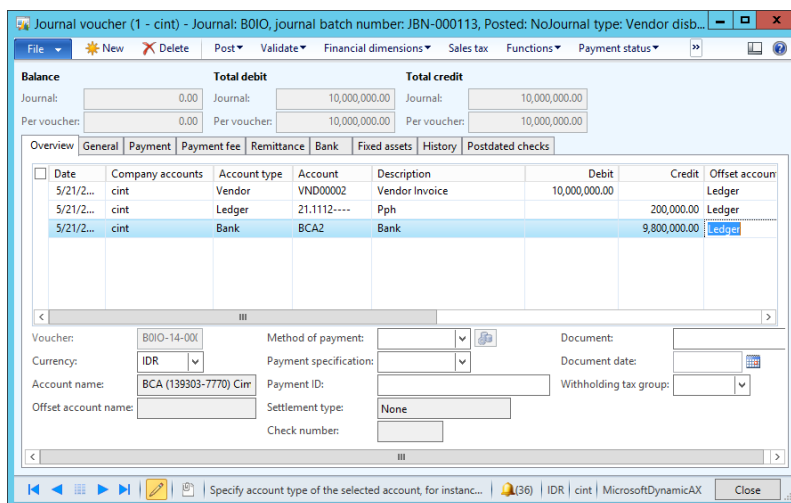 Journal voucher (1 - cint) - Journal: B0IO, journal batch number: JBN-000113, Posted: NoJournal type: Vendor disb...
File New Delete Post Validate Financial dimensions Sales tax Functions Payment status »
Balance Total debit Total credit
Journal: 0.00 Journal: 10,000,000.00 Journal: 10,000,000.00
Per voucher: 0.00 Per voucher: 10,000,000.00 Per voucher: 10,000,000.00
Overview General Payment Payment fee Remittance Bank Fixed assets History Postdated checks
Date Company accounts Account type Account Description Debit Credit Offset accoun
5/21/2... cint Vendor VND00002 Vendor Invoice 10,000,000.00 Ledger
5/21/2... cint Ledger 21.1112---- Pph 200,000.00 Ledger
5/21/2... cint Bank BCA2 Bank 9,800,000.00 Ledger
Voucher: B0IO-14-00( Method of payment: Document:
Currency: IDR Payment specification: Document date:
Account name: BCA (139303-7770) Cim Payment ID: Withholding tax group:
Offset account name: Settlement type: None
Check number:
Specify account type of the selected account, for instanc... (36) IDR cint MicrosoftDynamicAX Close